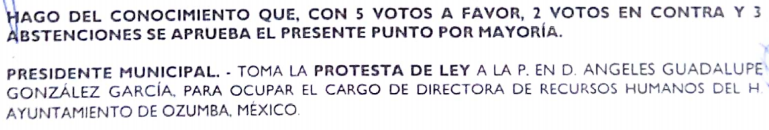 HAGO DEL CONOCIMIENTO QUE, CON 5 VOTOS A FAVOR, 2 VOTOS EN CONTRA Y 3
ABSTENCIONES SE APRUEBA EL PRESENTE PUNTO POR MAYORÍA.
PRESIDENTE MUNICIPAL. - TOMA LA PROTESTA DE LEY A LA P. EN D. ANGELES GUADALUPE
GONZÁLEZ GARCÍA, PARA OCUPAR EL CARGO DE DIRECTORA DE RECURSOS HUMANOS DEL H.
AYUNTAMIENTO DE OZUMBA, MÉXICO.